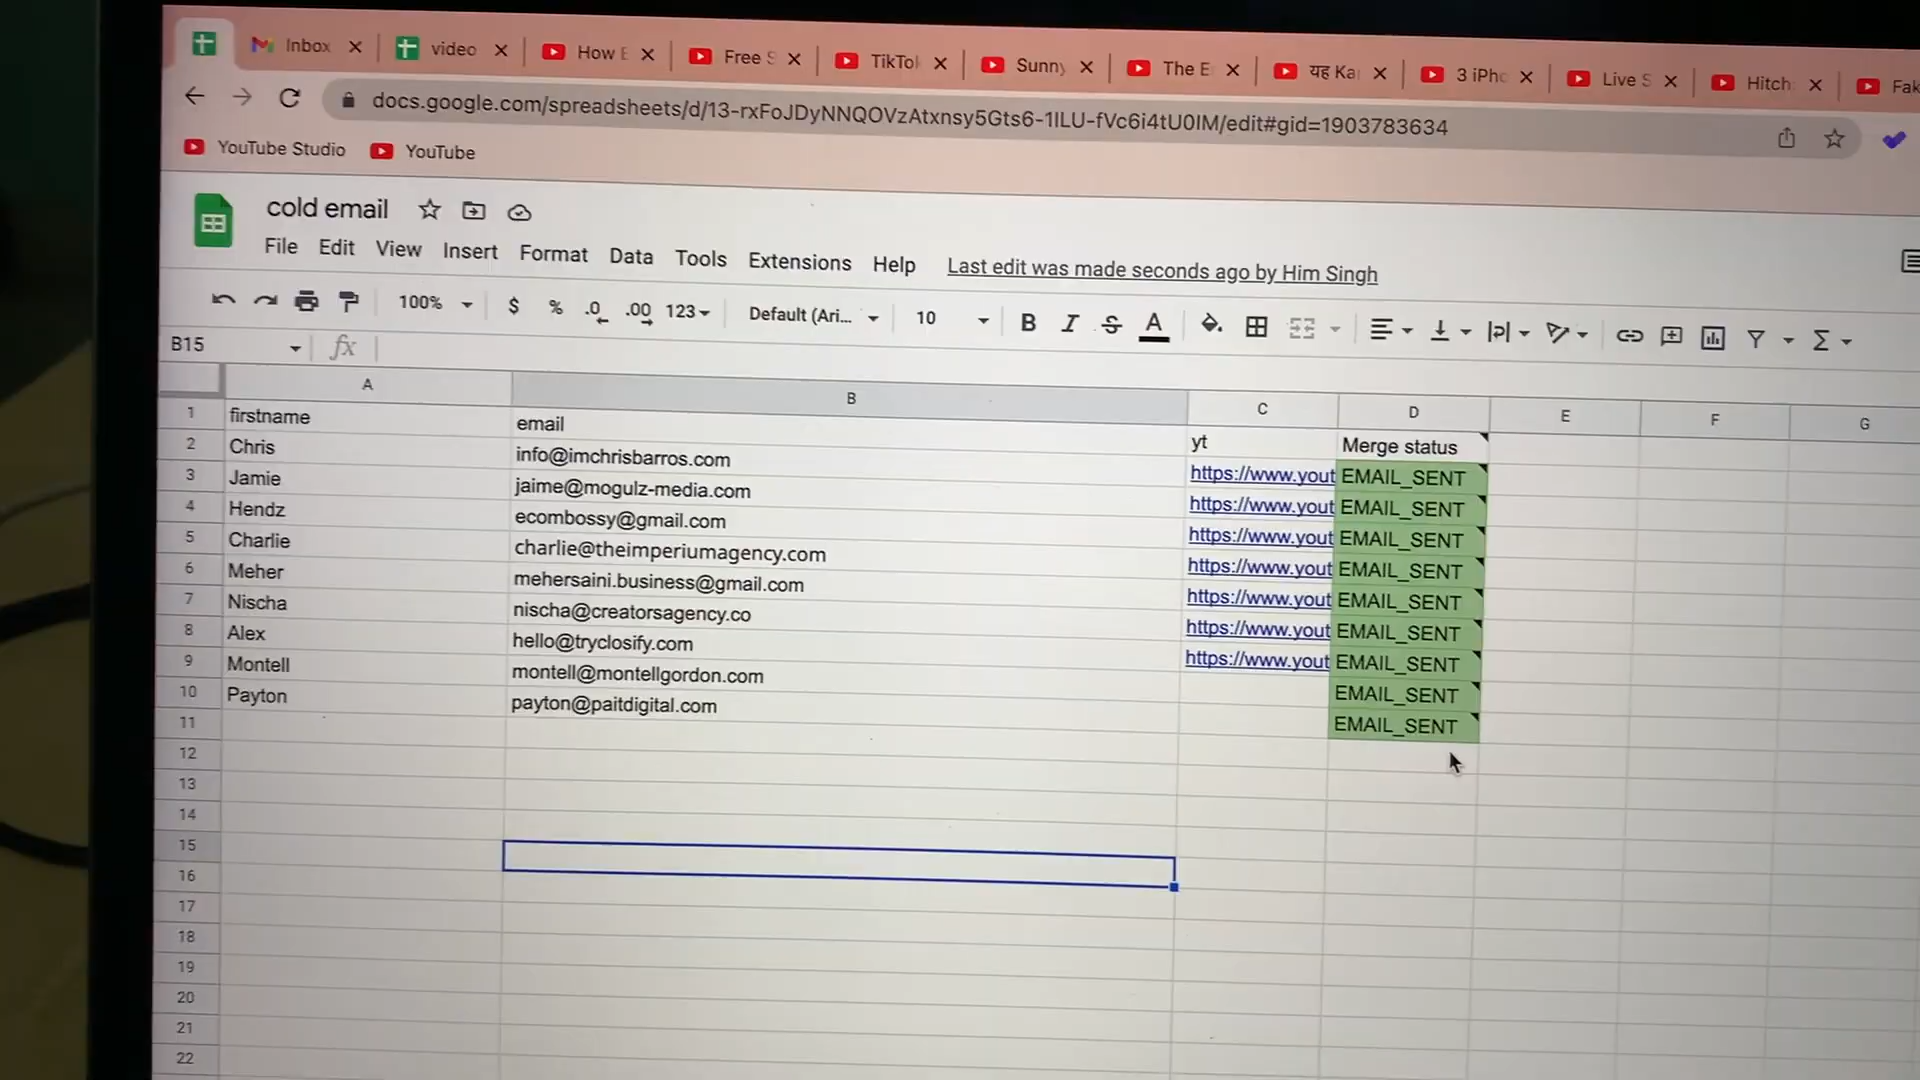 Inbox video How E Free S TikTok Sunny The E यह Ka 3 iPho Live S Hitch Fak
docs.google.com/spreadsheets/d/13-rxFoJDyNNQOVzAtxnsy5Gts6-1ILU-fVc6i4tU0IM/edit#gid=1903783634
YouTube Studio YouTube
cold email
File Edit View Insert Format Data Tools Extensions Help Last edit was made seconds ago by Him Singh
100% $ % .0 .00 123 Default (Ari... 10 B I S A
B15 fx
A B C D E F G
1 firstname email yt Merge status
2 Chris info@imchrisbarros.com https://www.yout EMAIL_SENT
3 Jamie jaime@mogulz-media.com https://www.yout EMAIL_SENT
4 Hendz ecombossy@gmail.com https://www.yout EMAIL_SENT
5 Charlie charlie@theimperiumagency.com https://www.yout EMAIL_SENT
6 Meher mehersaini.business@gmail.com https://www.yout EMAIL_SENT
7 Nischa nischa@creatorsagency.co https://www.yout EMAIL_SENT
8 Alex hello@tryclosify.com https://www.yout EMAIL_SENT
9 Montell montell@montellgordon.com EMAIL_SENT
10 Payton payton@paitdigital.com EMAIL_SENT
11
12
13
14
15
16
17
18
19
20
21
22